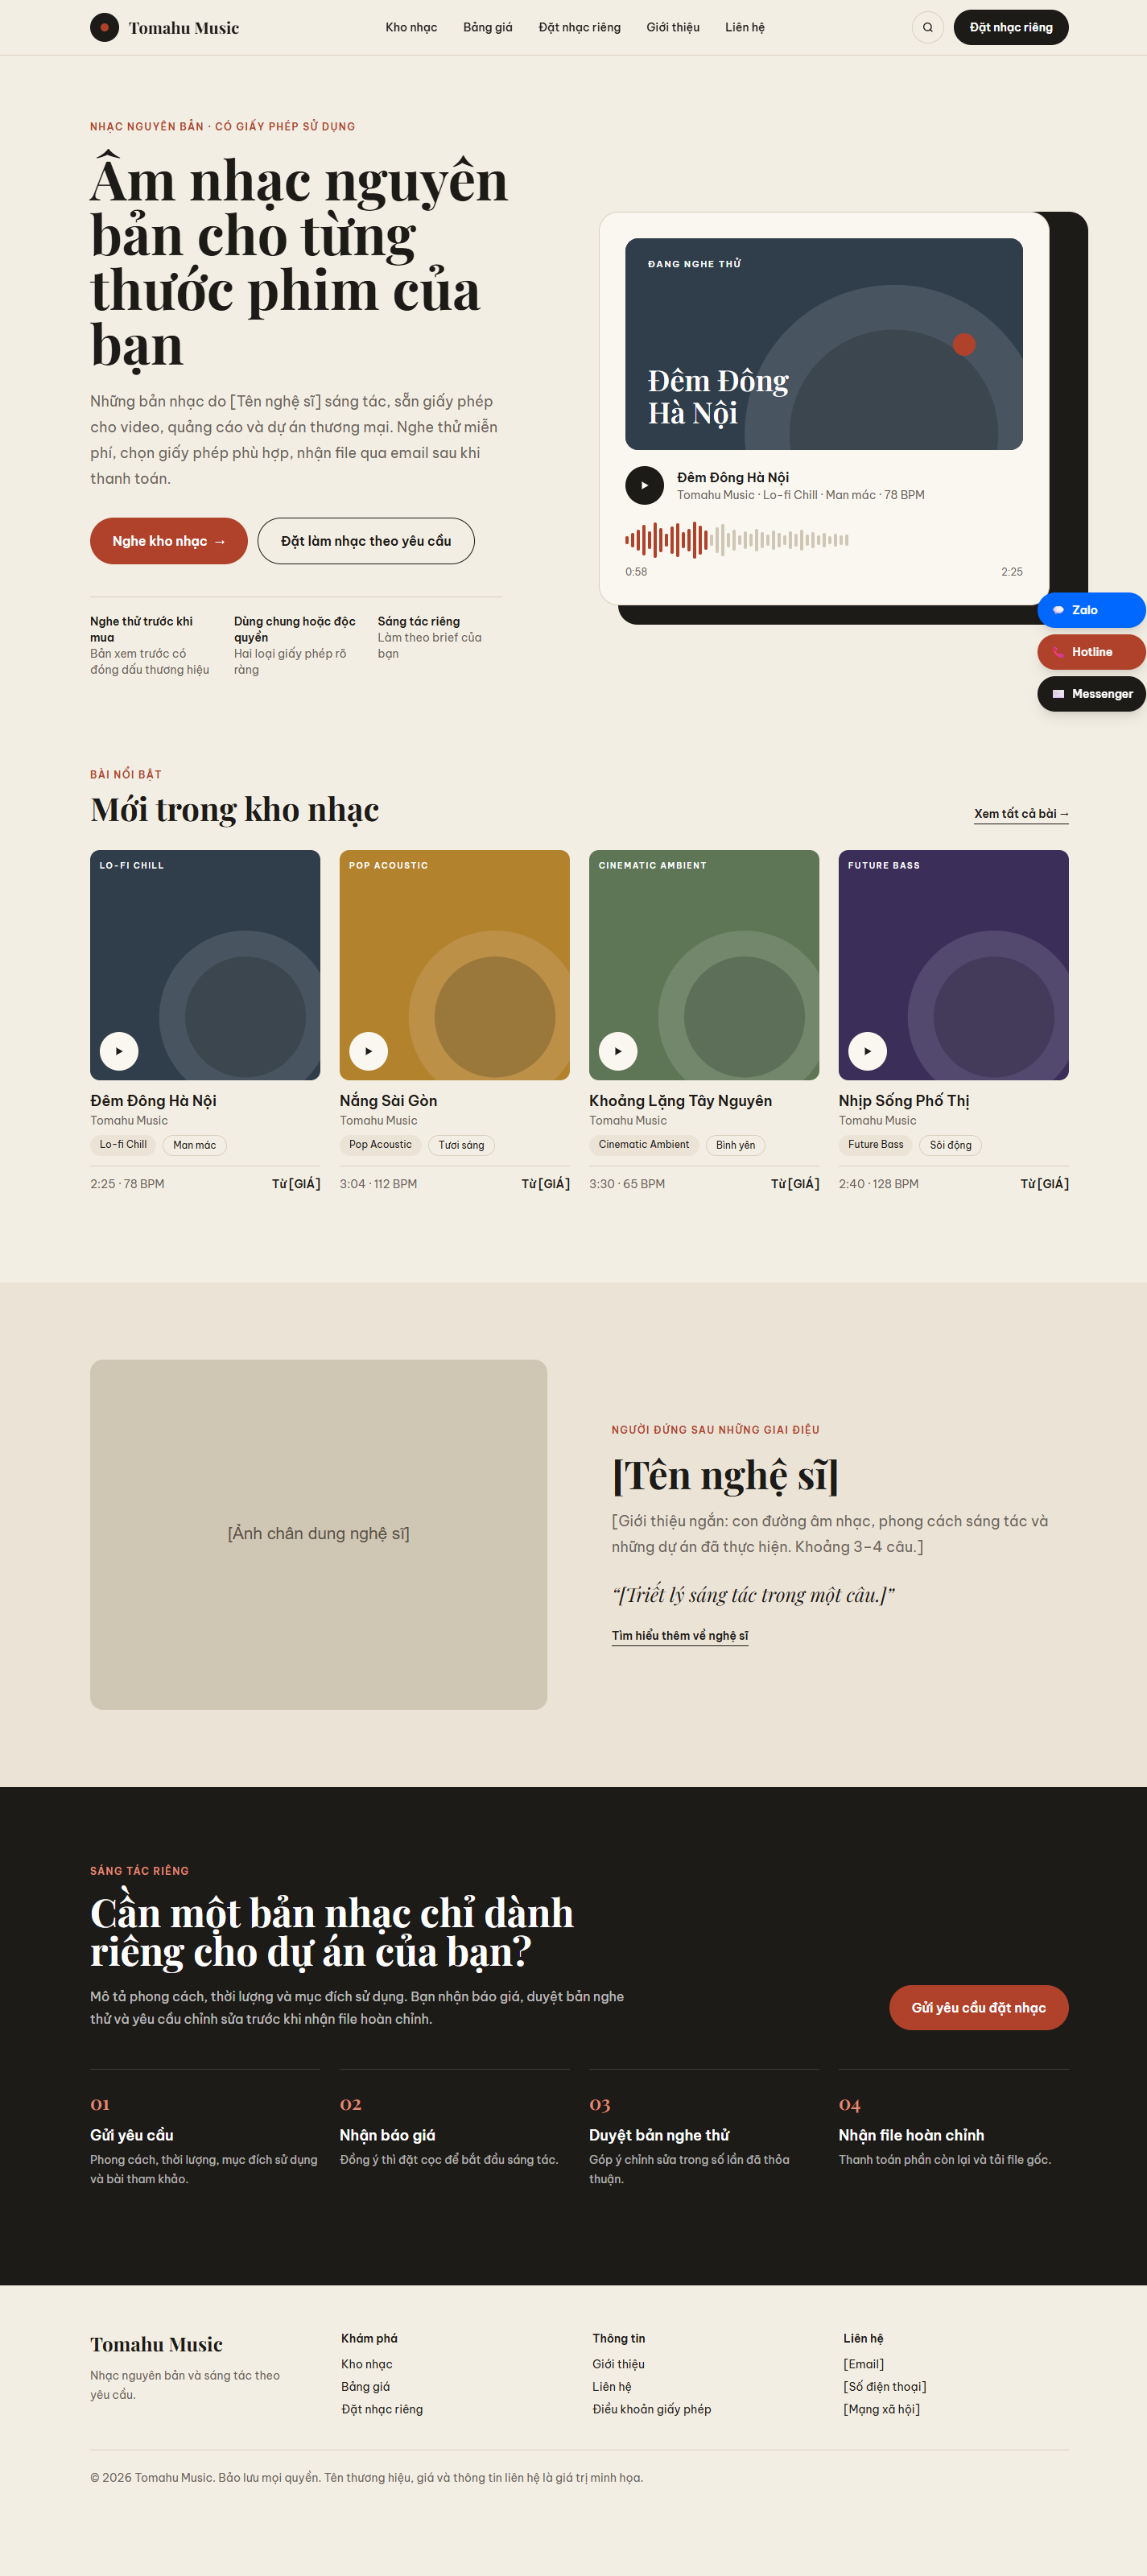 Tomahu Music
Kho nhạc
Bảng giá
Đặt nhạc riêng
Giới thiệu
Liên hệ
Đặt nhạc riêng
NHẠC NGUYÊN BẢN · CÓ GIẤY PHÉP SỬ DỤNG
Âm nhạc nguyên
bản cho từng
thước phim của
bạn
Những bản nhạc do [Tên nghệ sĩ] sáng tác, sẵn giấy phép
cho video, quảng cáo và dự án thương mại. Nghe thử miễn
phí, chọn giấy phép phù hợp, nhận file qua email sau khi
thanh toán.
Nghe kho nhạc →
Đặt làm nhạc theo yêu cầu
Nghe thử trước khi
mua
Bản xem trước có
đóng dấu thương hiệu
Dùng chung hoặc độc
quyền
Hai loại giấy phép rõ
ràng
Sáng tác riêng
Làm theo brief của
bạn
ĐANG NGHE THỬ
Đêm Đông
Hà Nội
Đêm Đông Hà Nội
Tomahu Music · Lo-fi Chill · Man mác · 78 BPM
0:58
2:25
Zalo
Hotline
Messenger
BÀI NỔI BẬT
Mới trong kho nhạc
Xem tất cả bài →
LO-FI CHILL
Đêm Đông Hà Nội
Tomahu Music
Lo-fi Chill
Man mác
2:25 · 78 BPM
Từ [GIÁ]
POP ACOUSTIC
Nắng Sài Gòn
Tomahu Music
Pop Acoustic
Tươi sáng
3:04 · 112 BPM
Từ [GIÁ]
CINEMATIC AMBIENT
Khoảng Lặng Tây Nguyên
Tomahu Music
Cinematic Ambient
Bình yên
3:30 · 65 BPM
Từ [GIÁ]
FUTURE BASS
Nhịp Sống Phố Thị
Tomahu Music
Future Bass
Sôi động
2:40 · 128 BPM
Từ [GIÁ]
[Ảnh chân dung nghệ sĩ]
NGƯỜI ĐỨNG SAU NHỮNG GIAI ĐIỆU
[Tên nghệ sĩ]
[Giới thiệu ngắn: con đường âm nhạc, phong cách sáng tác và
những dự án đã thực hiện. Khoảng 3–4 câu.]
“[Triết lý sáng tác trong một câu.]”
Tìm hiểu thêm về nghệ sĩ
SÁNG TÁC RIÊNG
Cần một bản nhạc chỉ dành
riêng cho dự án của bạn?
Mô tả phong cách, thời lượng và mục đích sử dụng. Bạn nhận báo giá, duyệt bản nghe
thử và yêu cầu chỉnh sửa trước khi nhận file hoàn chỉnh.
Gửi yêu cầu đặt nhạc
01
Gửi yêu cầu
Phong cách, thời lượng, mục đích sử dụng
và bài tham khảo.
02
Nhận báo giá
Đồng ý thì đặt cọc để bắt đầu sáng tác.
03
Duyệt bản nghe thử
Góp ý chỉnh sửa trong số lần đã thỏa
thuận.
04
Nhận file hoàn chỉnh
Thanh toán phần còn lại và tải file gốc.
Tomahu Music
Nhạc nguyên bản và sáng tác theo
yêu cầu.
Khám phá
Kho nhạc
Bảng giá
Đặt nhạc riêng
Thông tin
Giới thiệu
Liên hệ
Điều khoản giấy phép
Liên hệ
[Email]
[Số điện thoại]
[Mạng xã hội]
© 2026 Tomahu Music. Bảo lưu mọi quyền. Tên thương hiệu, giá và thông tin liên hệ là giá trị minh họa.